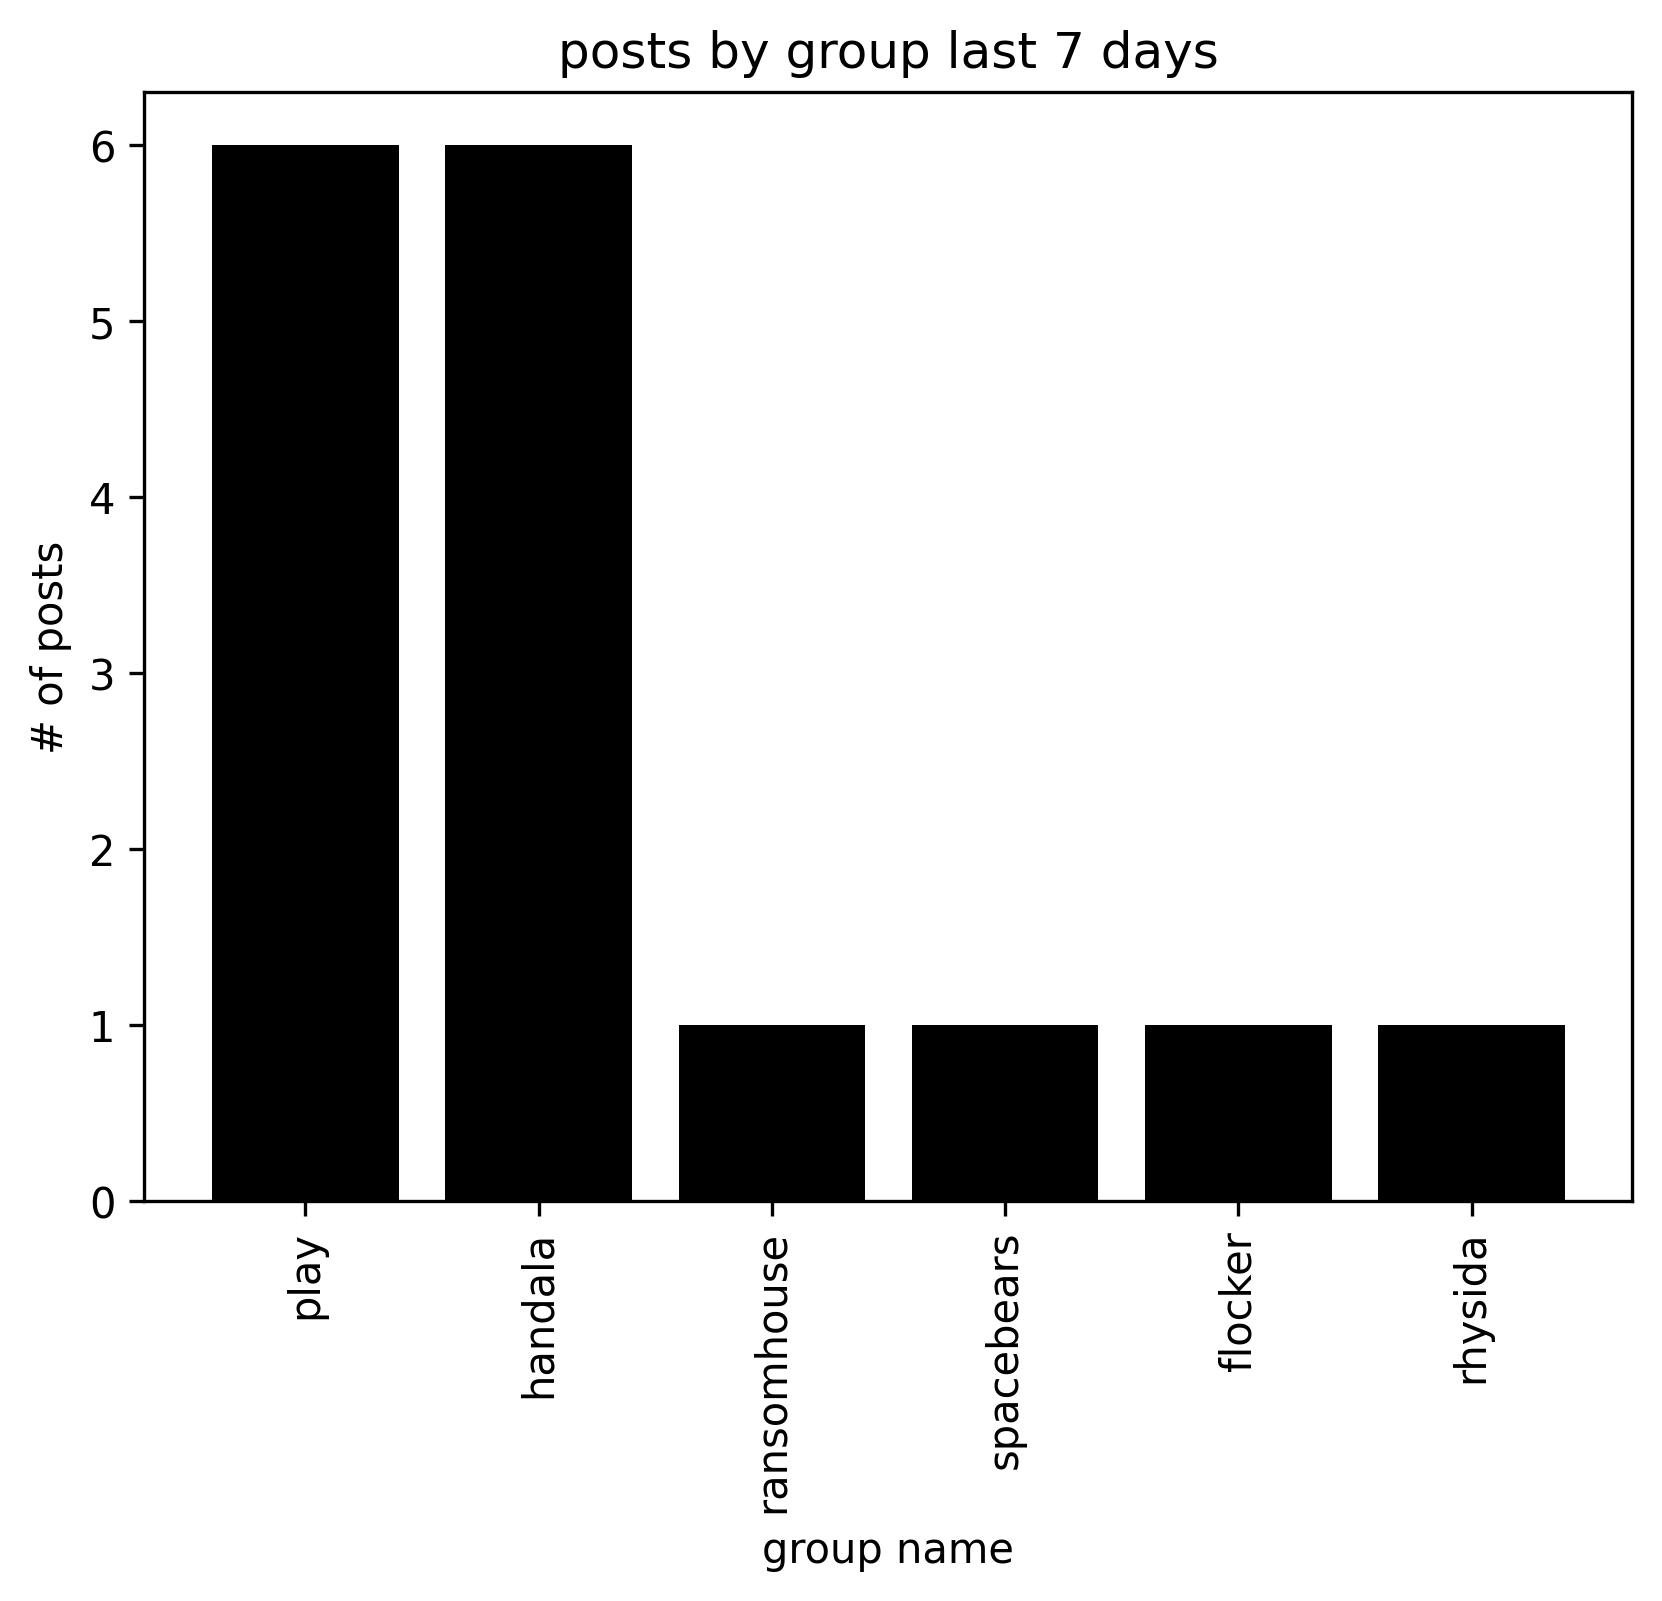 posts by group last 7 days
# of posts
6
5
4
3
2
1
0
play
handala
ransomhouse
spacebears
flocker
rhysida
group name